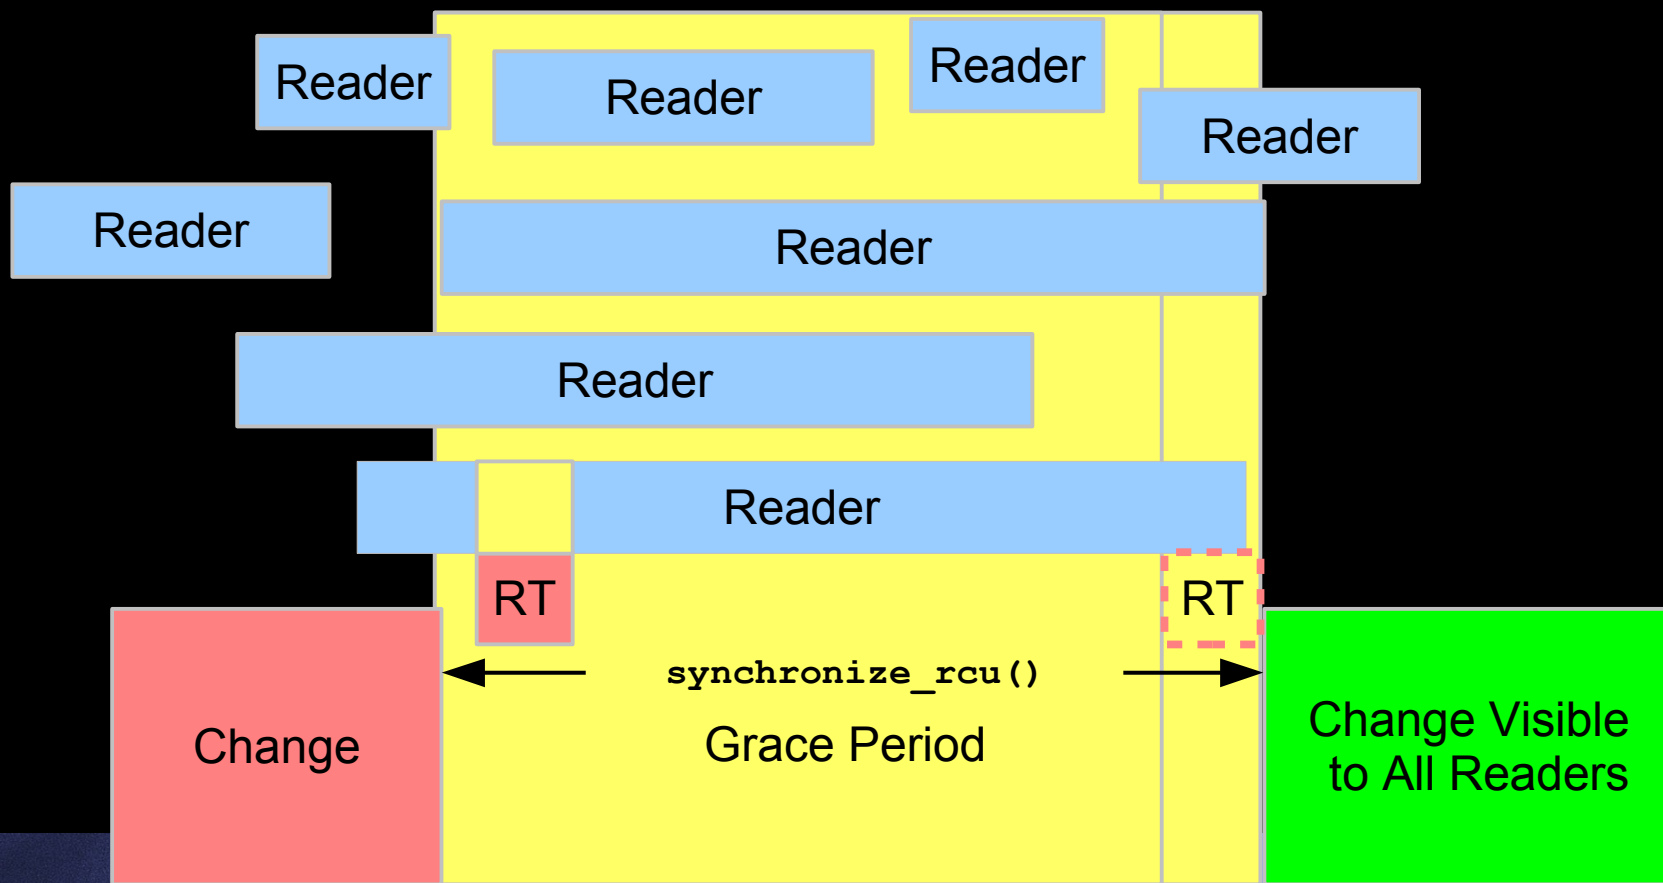 Reader
Reader
Reader
Reader
Reader
Reader
Reader
Reader
RT
RT
synchronize_rcu()
Change
Grace Period
Change Visible
to All Readers